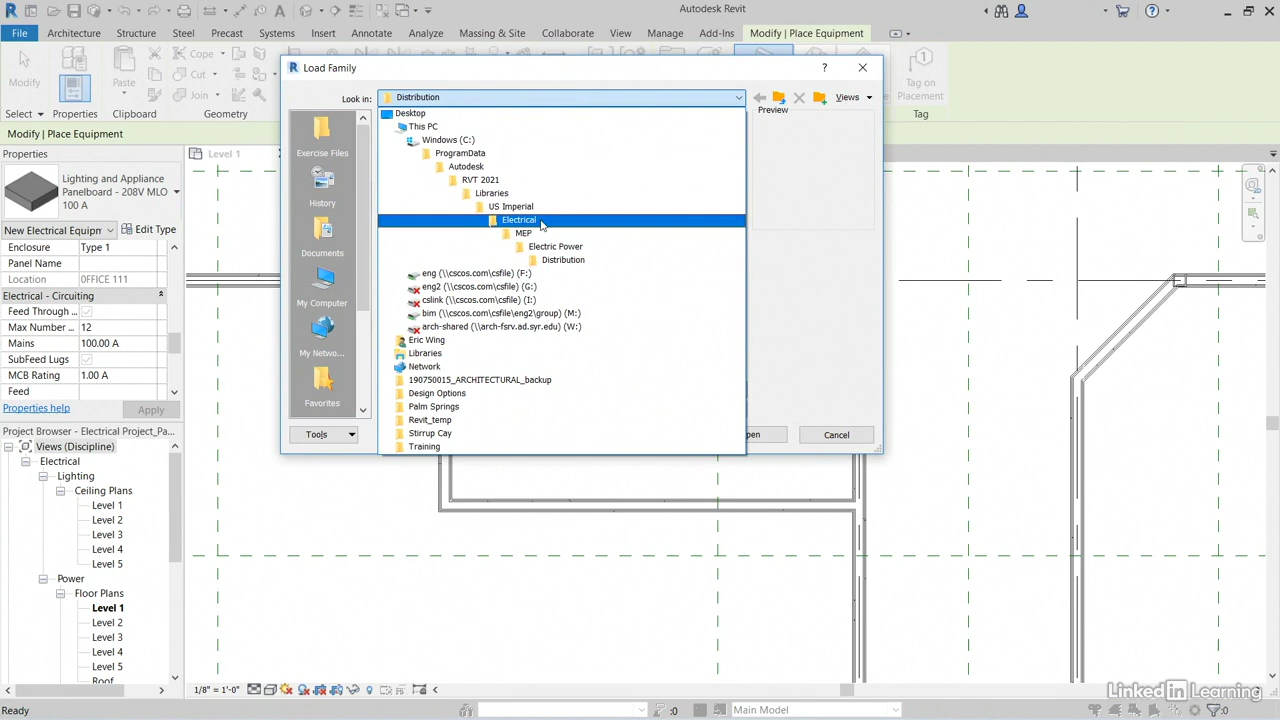 Autodesk Revit
File Architecture Structure Steel Precast Systems Insert Annotate Analyze Massing & Site Collaborate View Manage Add-Ins Modify | Place Equipment
Modify
Paste
Cope
Cut
Join
Tag on
Placement
Select Properties Clipboard Geometry Tag
Modify | Place Equipment
Load Family
Look in: Distribution
Views
Preview
Desktop
This PC
Windows (C:)
ProgramData
Autodesk
RVT 2021
Libraries
US Imperial
Electrical
MEP
Electric Power
Distribution
eng (\\cscos.com\csfile) (F:)
eng2 (\\cscos.com\csfile) (G:)
cslink (\\cscos.com\csfile) (I:)
bim (\\cscos.com\csfile\eng2\group) (M:)
arch-shared (\\arch-fsrv.ad.syr.edu) (W:)
Eric Wing
Libraries
Network
190750015_ARCHITECTURAL_backup
Design Options
Palm Springs
Revit_temp
Stirrup Cay
Training
Exercise Files
History
Documents
My Computer
My Netwo...
Favorites
Tools
pen
Cancel
Level 1
Properties
Lighting and Appliance
Panelboard - 208V MLO
100 A
New Electrical Equipm
Edit Type
Enclosure Type 1
Panel Name
Location OFFICE 111
Electrical - Circuiting
Feed Through ...
Max Number ... 12
Mains 100.00 A
SubFeed Lugs
MCB Rating 1.00 A
Feed
Properties help
Apply
Project Browser - Electrical Project_Pa...
Views (Discipline)
Electrical
Lighting
Ceiling Plans
Level 1
Level 2
Level 3
Level 4
Level 5
Power
Floor Plans
Level 1
Level 2
Level 3
Level 4
Level 5
Roof
1/8" = 1'-0"
Ready
:0
Main Model
:0
Linked in Learning